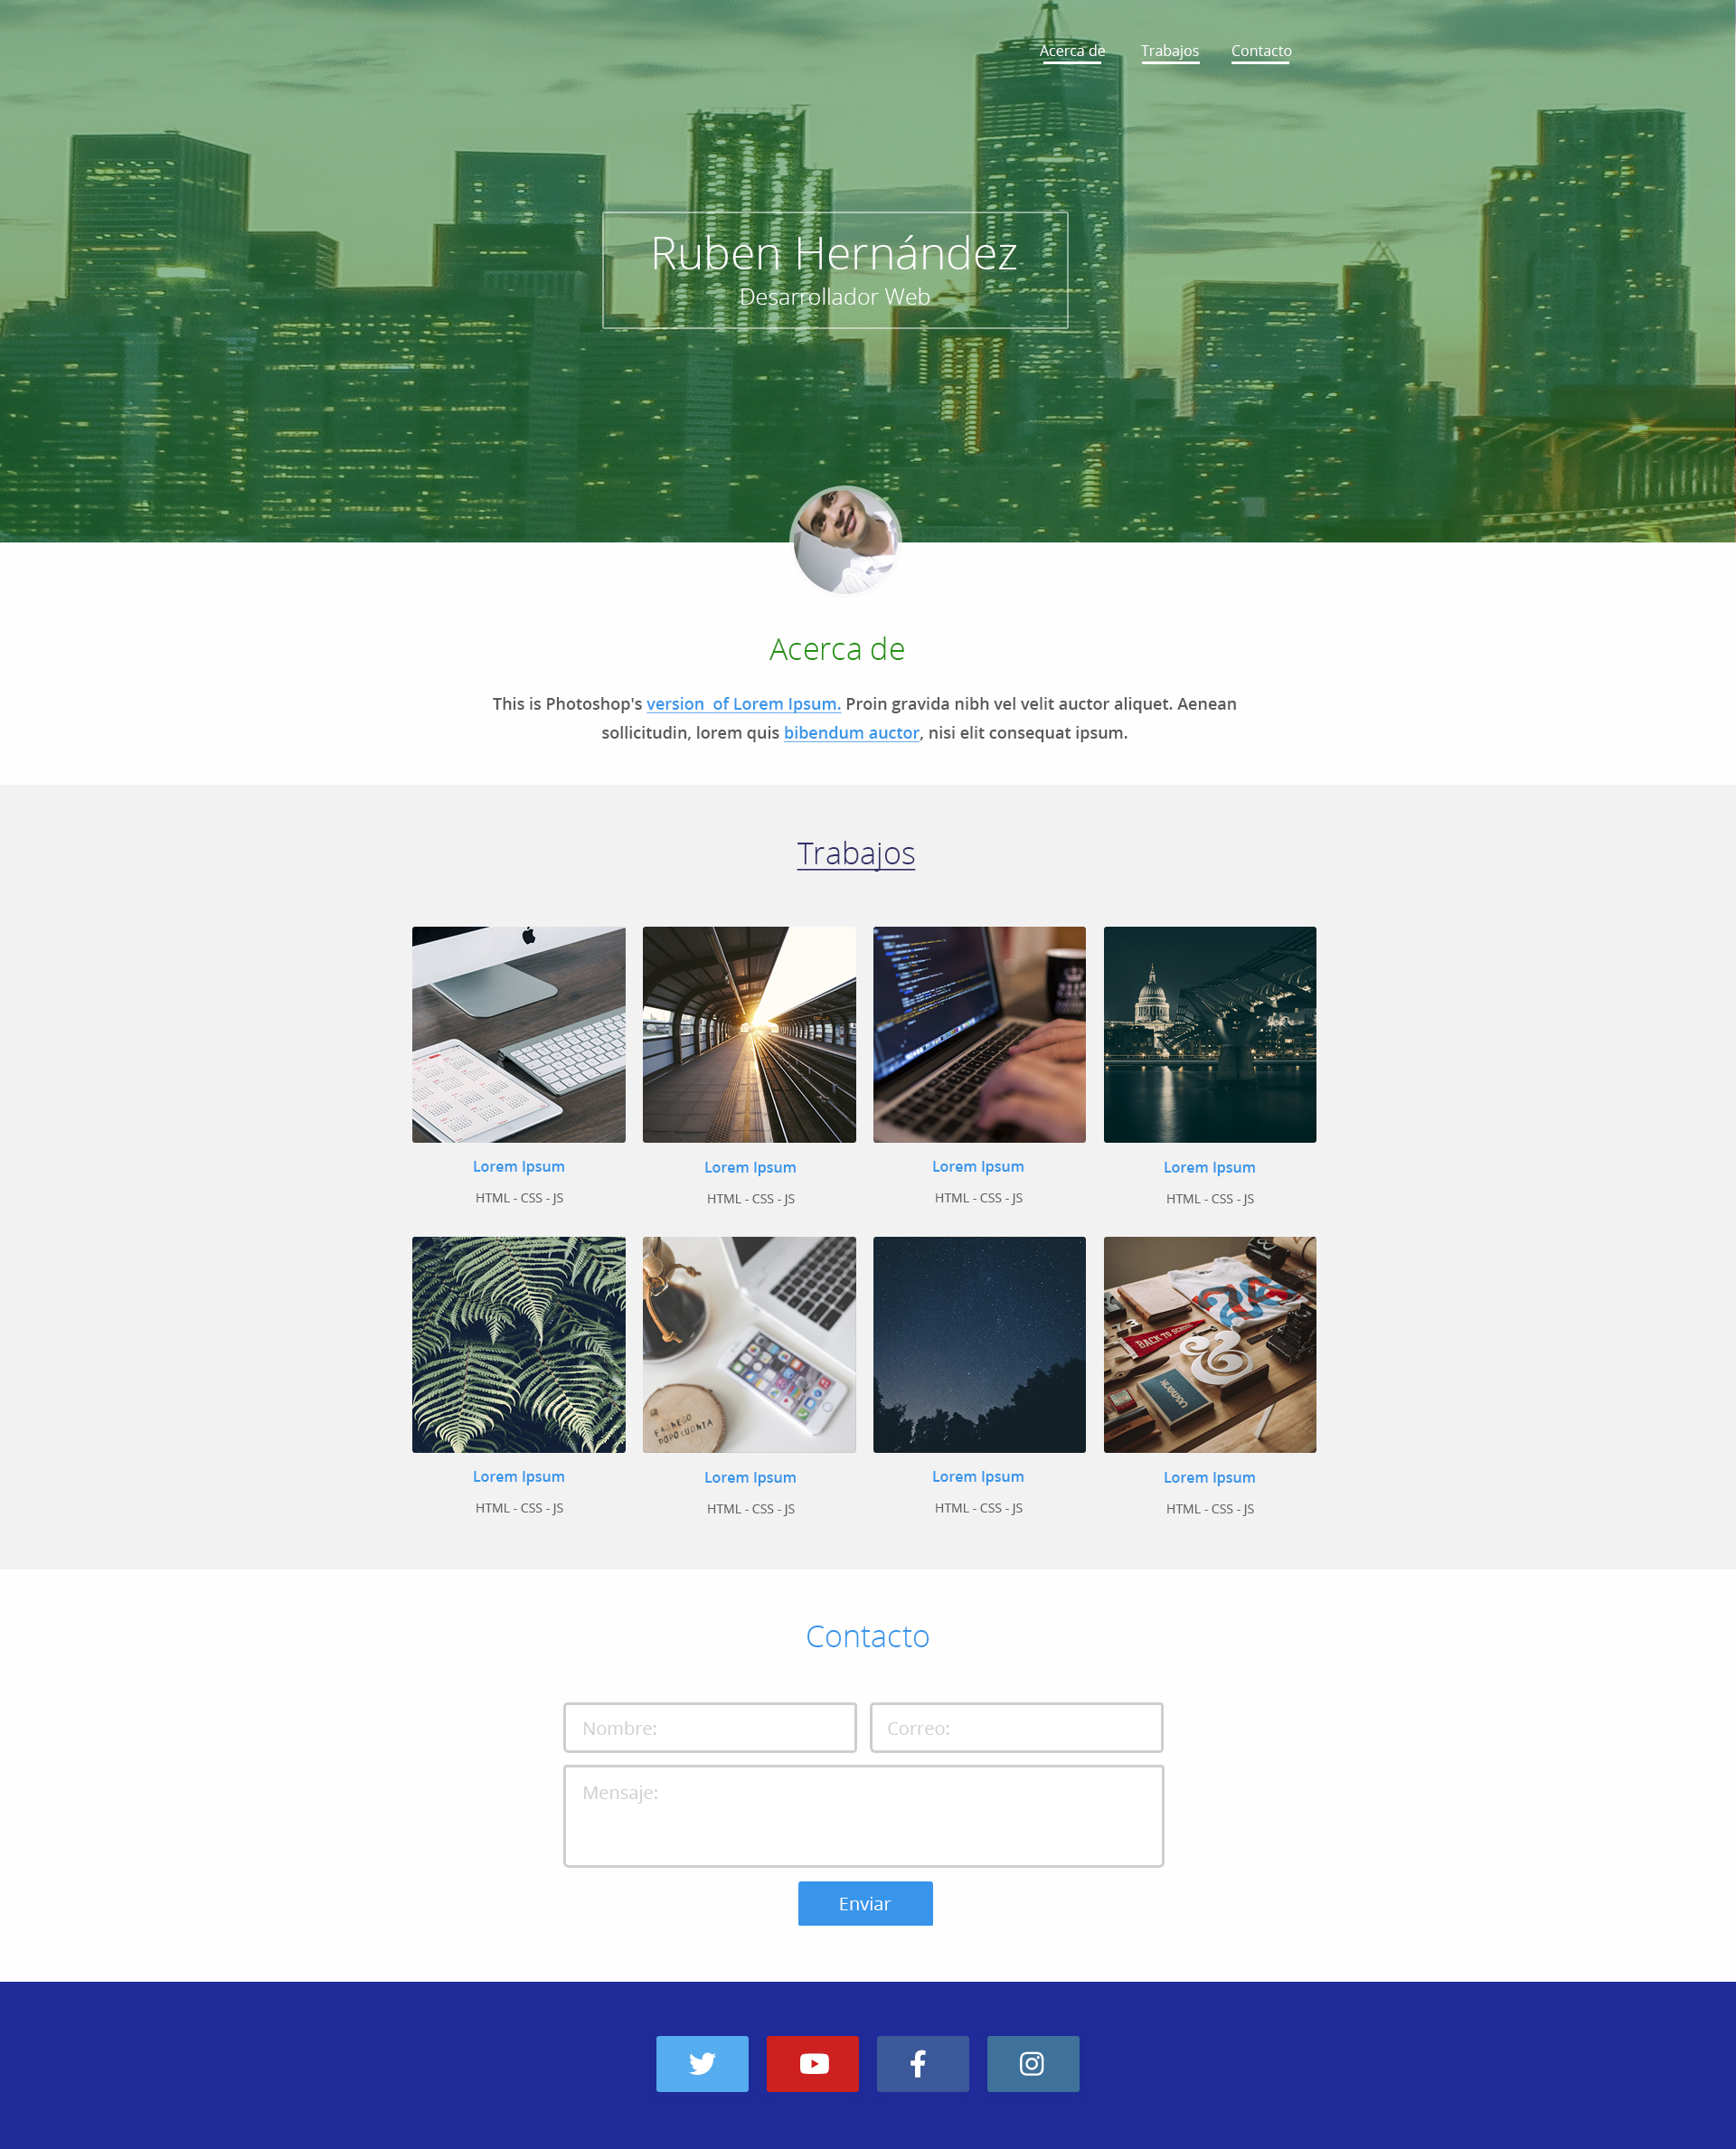 Acerca de Trabajos Contacto
Ruben Hernández
Desarrollador Web
Acerca de
This is Photoshop's version  of Lorem Ipsum. Proin gravida nibh vel velit auctor aliquet. Aenean
sollicitudin, lorem quis bibendum auctor, nisi elit consequat ipsum.
Trabajos
Lorem Ipsum Lorem Ipsum Lorem Ipsum Lorem Ipsum
HTML - CSS - JS HTML - CSS - JS HTML - CSS - JS HTML - CSS - JS
BACK TO SCHOOL
POPOŁUDNIA
Lorem Ipsum Lorem Ipsum Lorem Ipsum Lorem Ipsum
HTML - CSS - JS HTML - CSS - JS HTML - CSS - JS HTML - CSS - JS
Contacto
Nombre: Correo:
Mensaje:
Enviar